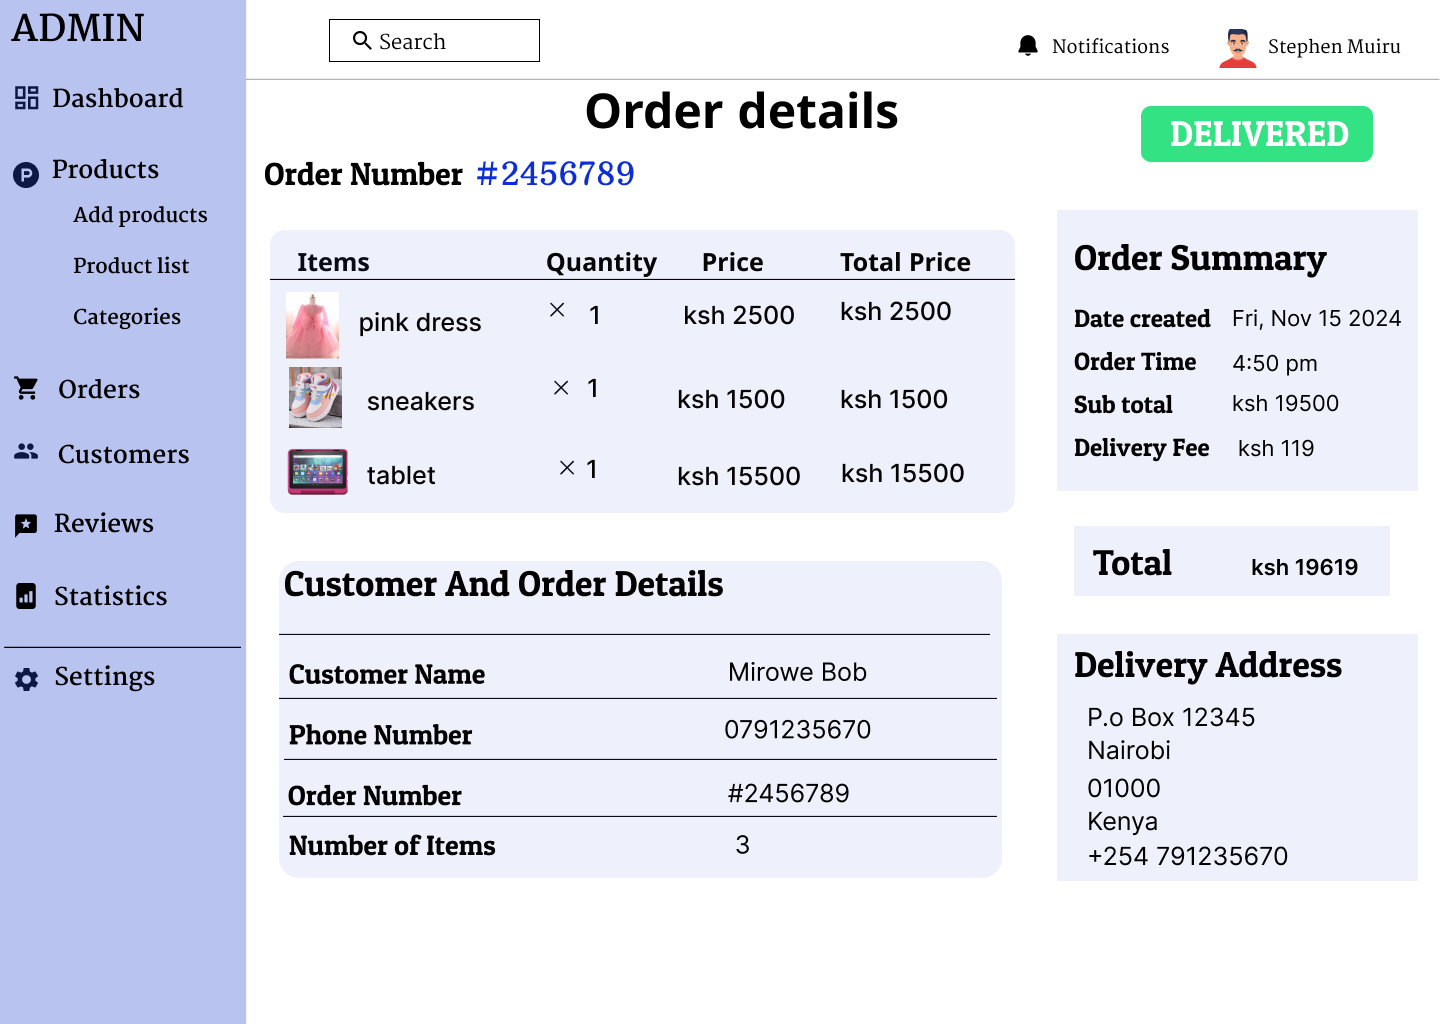 ADMIN
Dashboard
Products
Add products
Product list
Categories
Orders
Customers
Reviews
Statistics
Settings
Search
Notifications
Stephen Muiru
Order details
DELIVERED
Order Number #2456789
Items Quantity Price Total Price
pink dress × 1 ksh 2500 ksh 2500
sneakers × 1 ksh 1500 ksh 1500
tablet × 1 ksh 15500 ksh 15500
Customer And Order Details
Customer Name Mirowe Bob
Phone Number 0791235670
Order Number #2456789
Number of Items 3
Order Summary
Date created Fri, Nov 15 2024
Order Time 4:50 pm
Sub total ksh 19500
Delivery Fee ksh 119
Total ksh 19619
Delivery Address
P.o Box 12345
Nairobi
01000
Kenya
+254 791235670